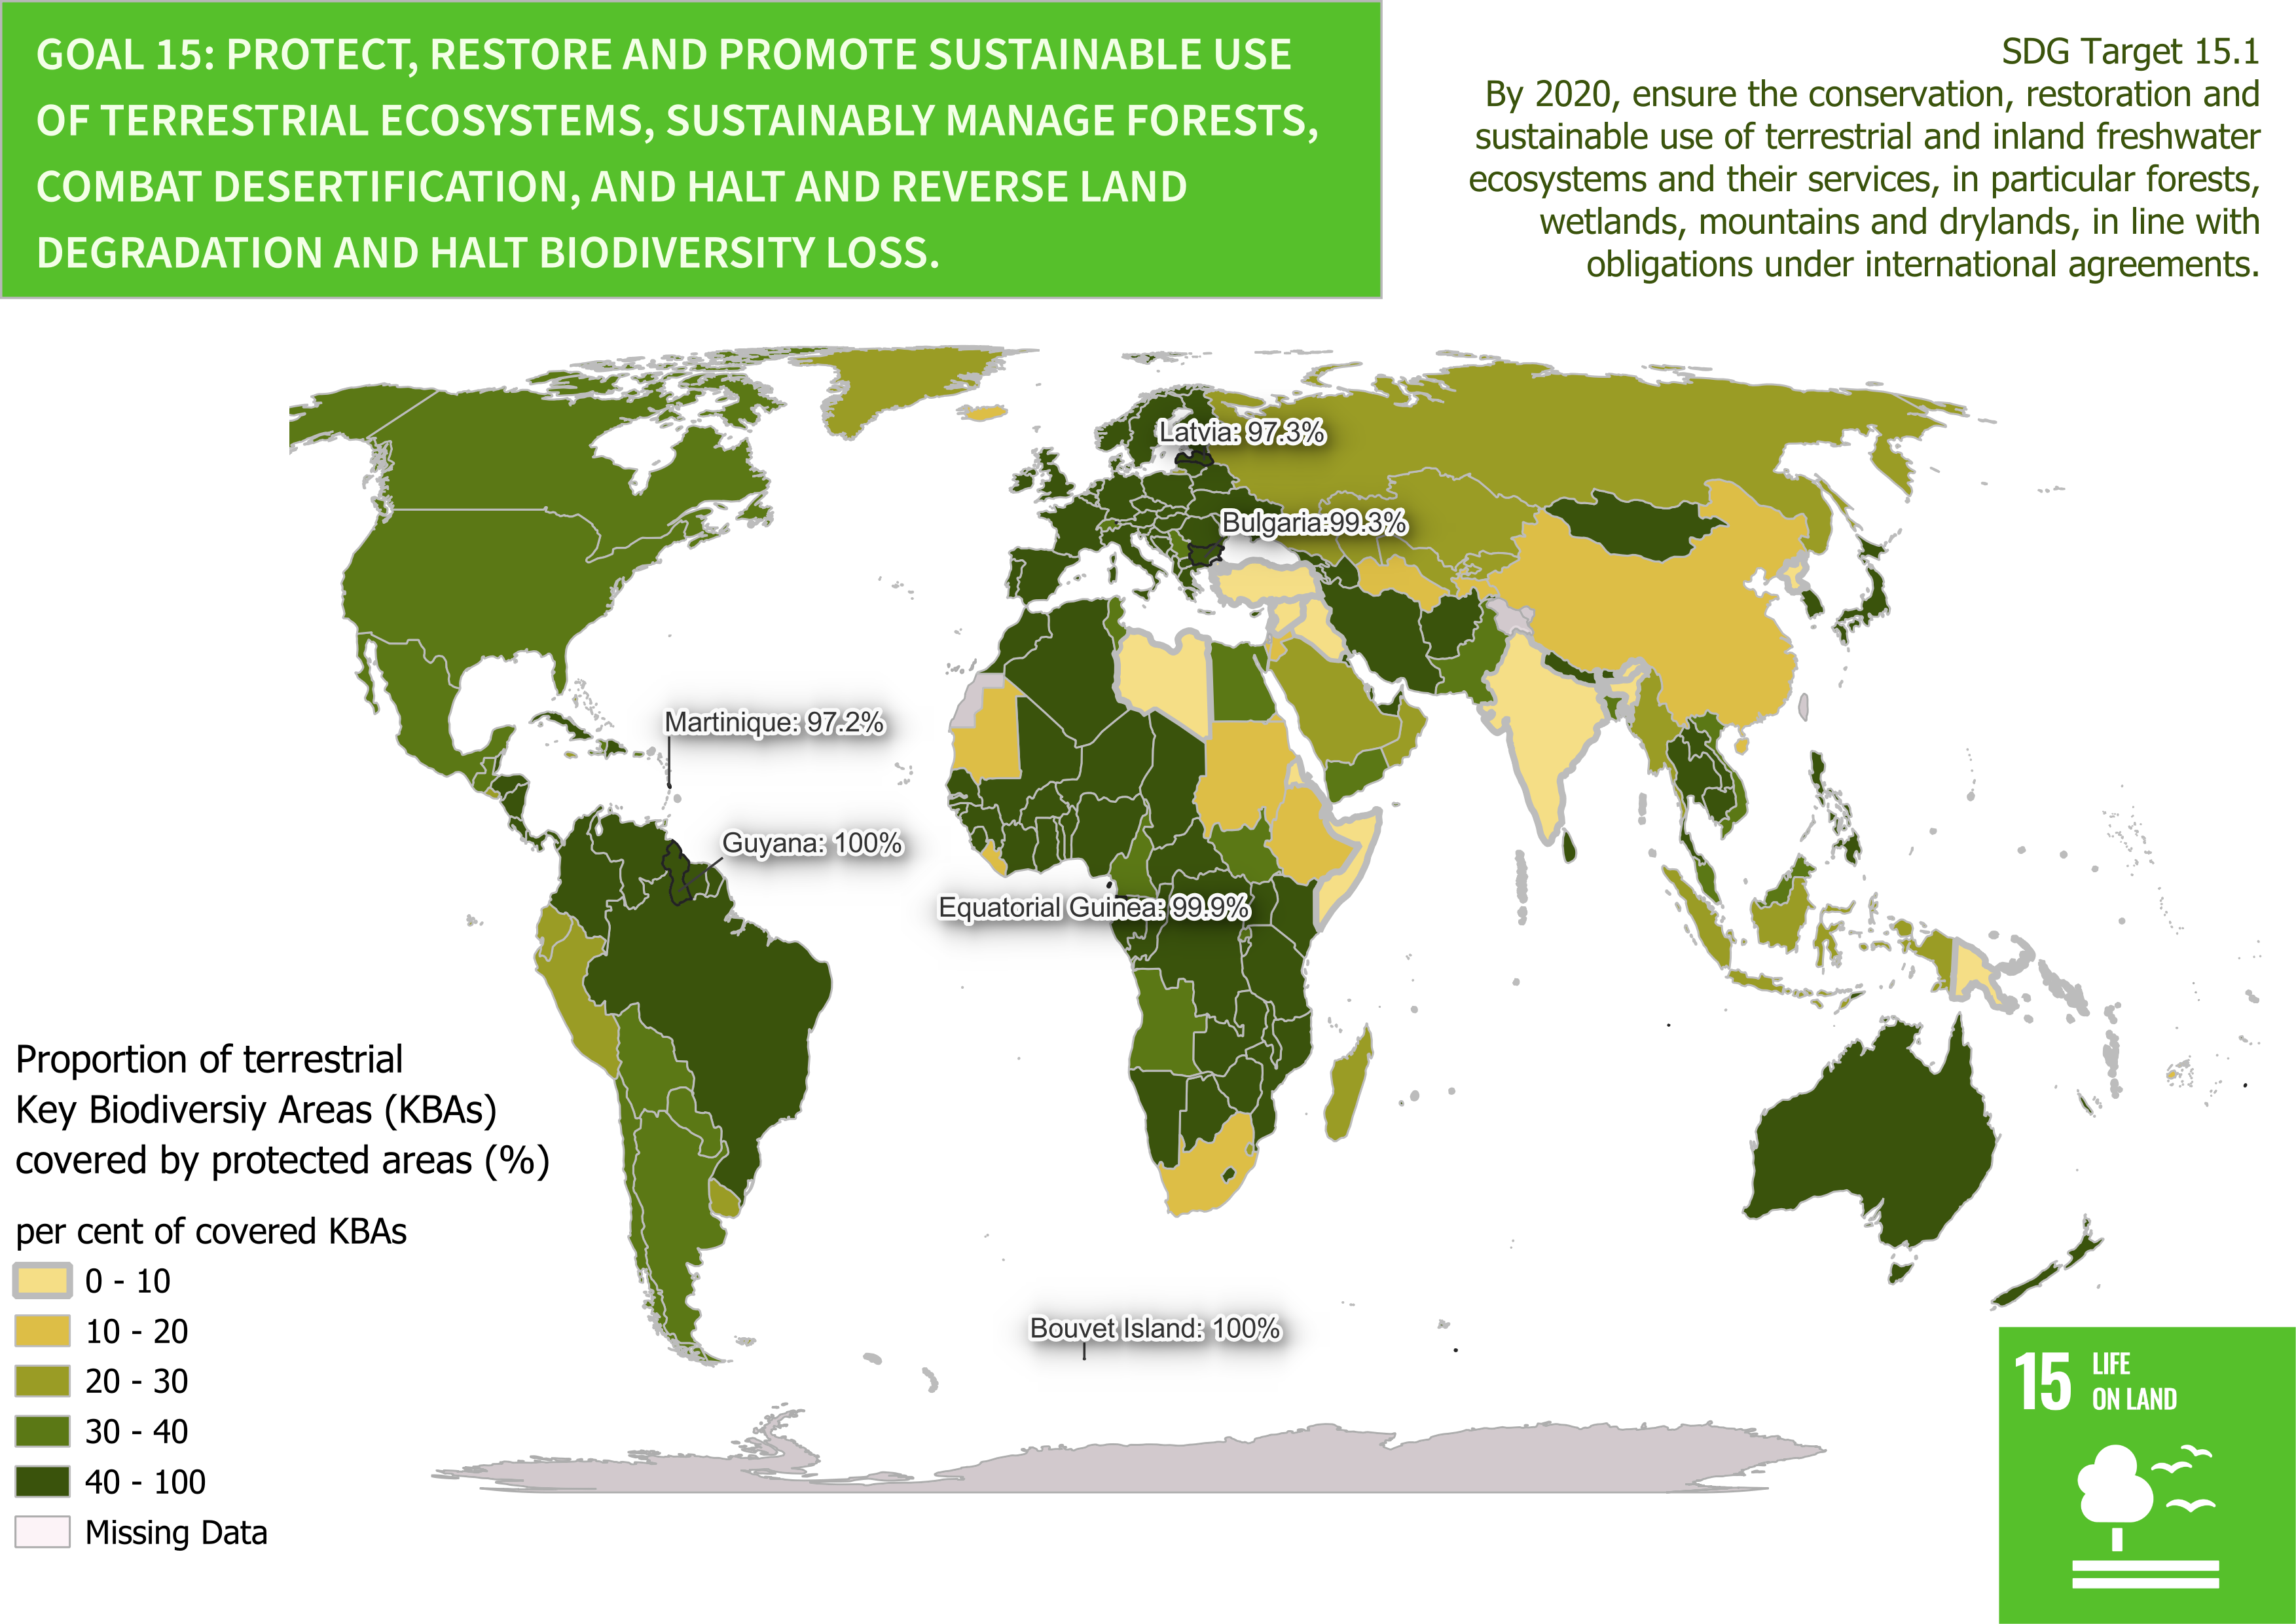 GOAL 15: PROTECT, RESTORE AND PROMOTE SUSTAINABLE USE
OF TERRESTRIAL ECOSYSTEMS, SUSTAINABLY MANAGE FORESTS,
COMBAT DESERTIFICATION, AND HALT AND REVERSE LAND
DEGRADATION AND HALT BIODIVERSITY LOSS.
SDG Target 15.1
By 2020, ensure the conservation, restoration and
sustainable use of terrestrial and inland freshwater
ecosystems and their services, in particular forests,
wetlands, mountains and drylands, in line with
obligations under international agreements.
Latvia: 97.3%
Bulgaria:99.3%
Martinique: 97.2%
Guyana: 100%
Equatorial Guinea: 99.9%
Bouvet Island: 100%
Proportion of terrestrial
Key Biodiversiy Areas (KBAs)
covered by protected areas (%)
per cent of covered KBAs
0 - 10
10 - 20
20 - 30
30 - 40
40 - 100
Missing Data
15 LIFE
ON LAND